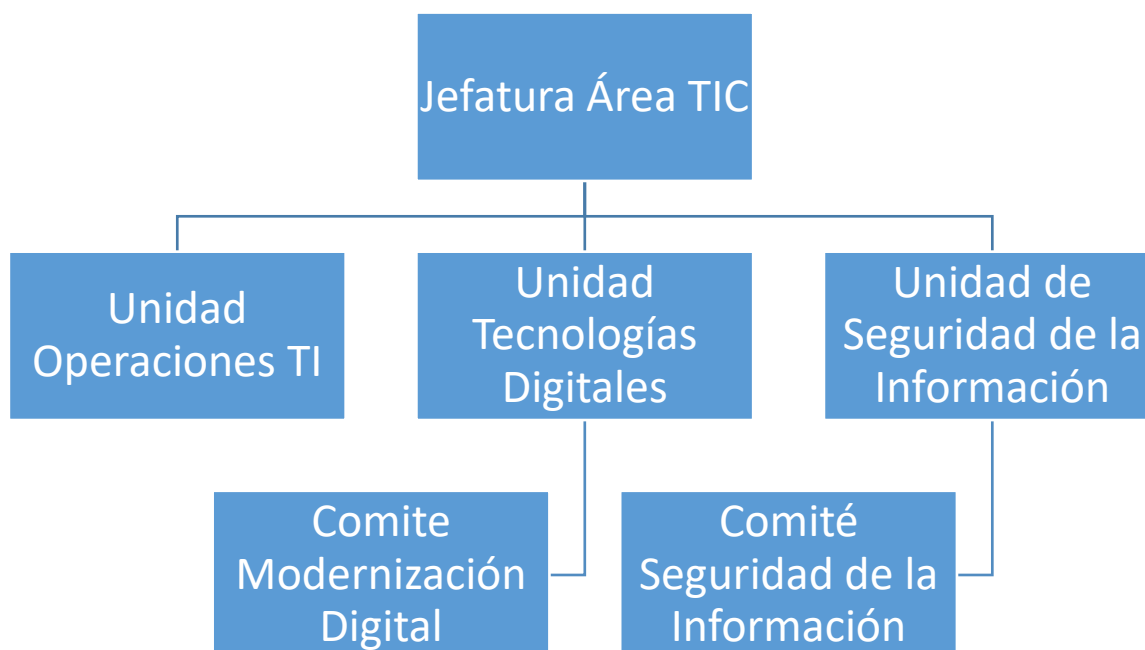 Jefatura Área TIC
Unidad
Operaciones TI
Unidad
Tecnologías
Digitales
Unidad de
Seguridad de la
Información
Comite
Modernización
Digital
Comité
Seguridad de la
Información